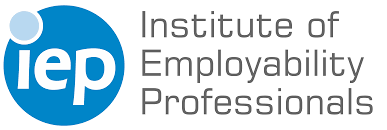 iep
Institute of
Employability
Professionals